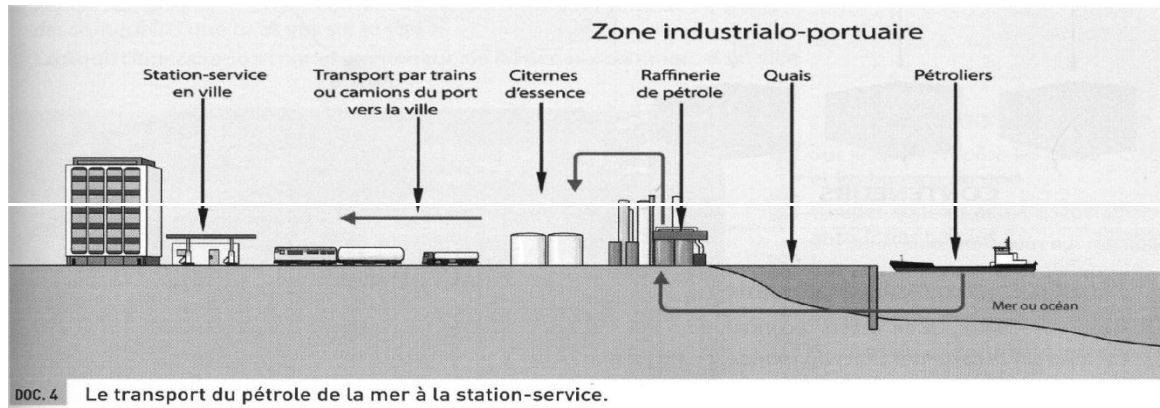 Zone industrialo-portuaire
Station-service
en ville
Transport par trains
ou camions du port
vers la ville
Citernes
d'essence
Raffinerie
de pétrole
Quais
Pétroliers
Mer ou océan
DOC. 4 Le transport du pétrole de la mer à la station-service.